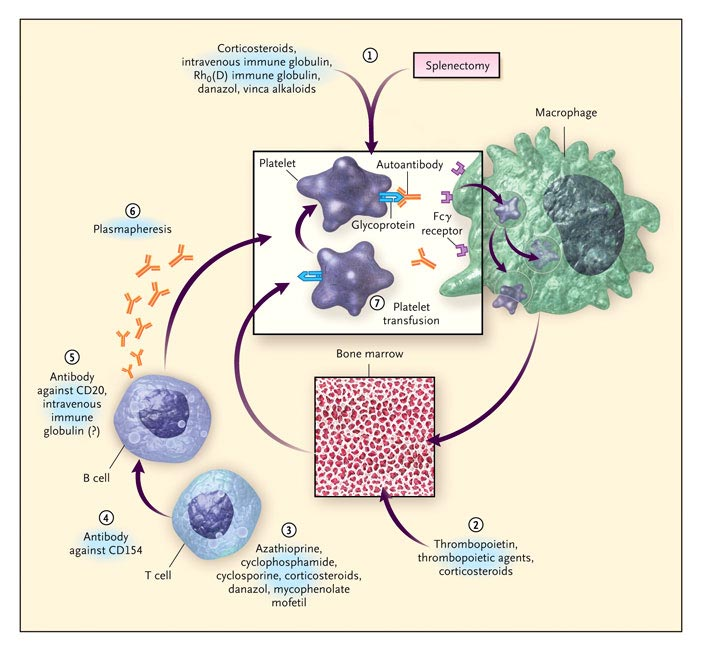 Corticosteroids,
intravenous immune globulin,
Rh₀(D) immune globulin,
danazol, vinca alkaloids
1
Splenectomy
Macrophage
Platelet
Autoantibody
Glycoprotein
Fcγ
receptor
7
Platelet
transfusion
6
Plasmapheresis
5
Antibody
against CD20,
intravenous
immune
globulin (?)
B cell
Bone marrow
4
Antibody
against CD154
T cell
3
Azathioprine,
cyclophosphamide,
cyclosporine, corticosteroids,
danazol, mycophenolate
mofetil
2
Thrombopoietin,
thrombopoietic agents,
corticosteroids